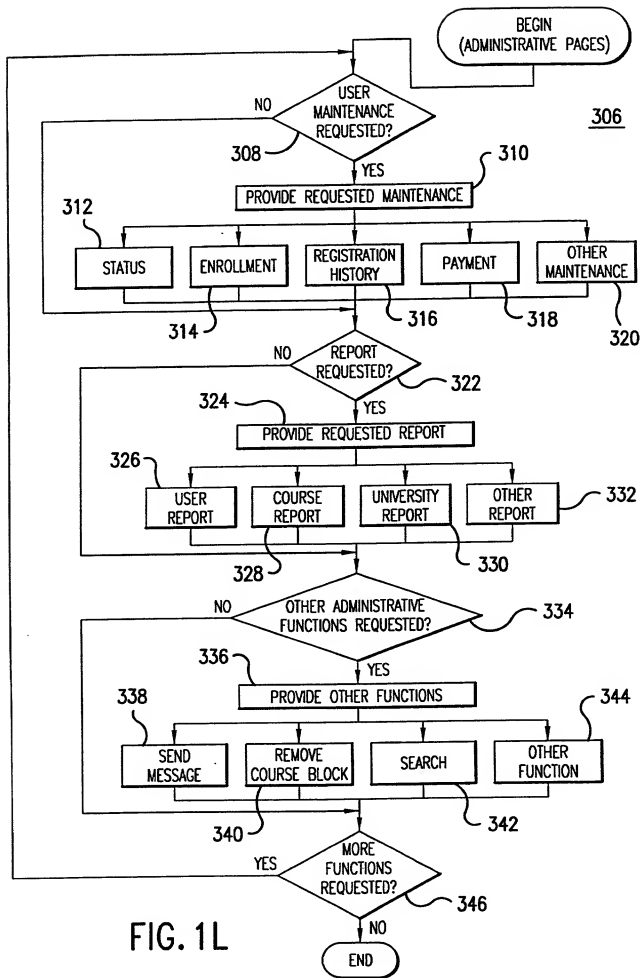 BEGIN
(ADMINISTRATIVE PAGES)
306
USER
MAINTENANCE
REQUESTED?
NO
308
YES
310
PROVIDE REQUESTED MAINTENANCE
312
STATUS
ENROLLMENT
REGISTRATION
HISTORY
PAYMENT
OTHER
MAINTENANCE
314
316
318
320
NO
REPORT
REQUESTED?
322
324
YES
PROVIDE REQUESTED REPORT
326
USER
REPORT
COURSE
REPORT
UNIVERSITY
REPORT
OTHER
REPORT
332
328
330
NO
OTHER ADMINISTRATIVE
FUNCTIONS REQUESTED?
334
336
YES
PROVIDE OTHER FUNCTIONS
338
344
SEND
MESSAGE
REMOVE
COURSE BLOCK
SEARCH
OTHER
FUNCTION
340
342
YES
MORE
FUNCTIONS
REQUESTED?
346
NO
FIG. 1L
END